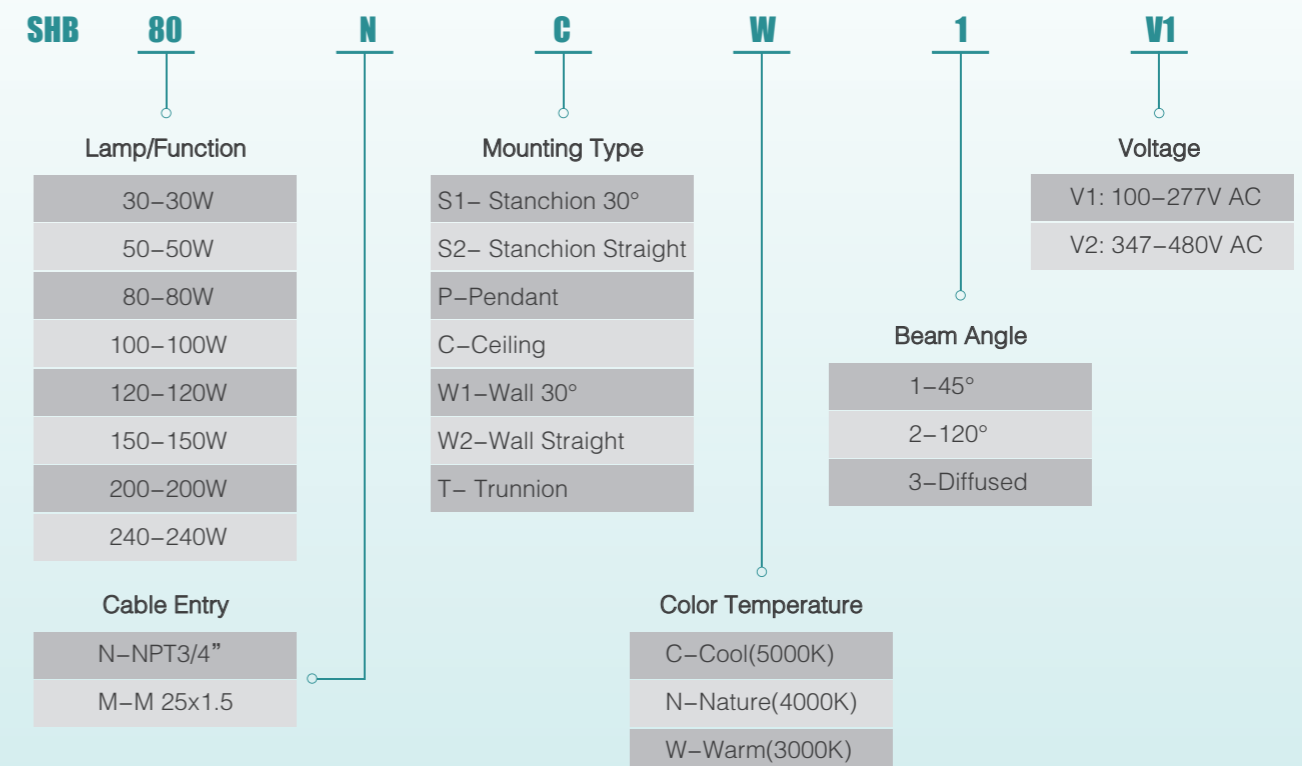 SHB 80 N C W 1 V1
Lamp/Function
30–30W
50–50W
80–80W
100–100W
120–120W
150–150W
200–200W
240–240W
Cable Entry
N–NPT3/4”
M–M 25x1.5
Mounting Type
S1– Stanchion 30°
S2– Stanchion Straight
P–Pendant
C–Ceiling
W1–Wall 30°
W2–Wall Straight
T– Trunnion
Color Temperature
C–Cool(5000K)
N–Nature(4000K)
W–Warm(3000K)
Beam Angle
1–45°
2–120°
3–Diffused
Voltage
V1: 100–277V AC
V2: 347–480V AC